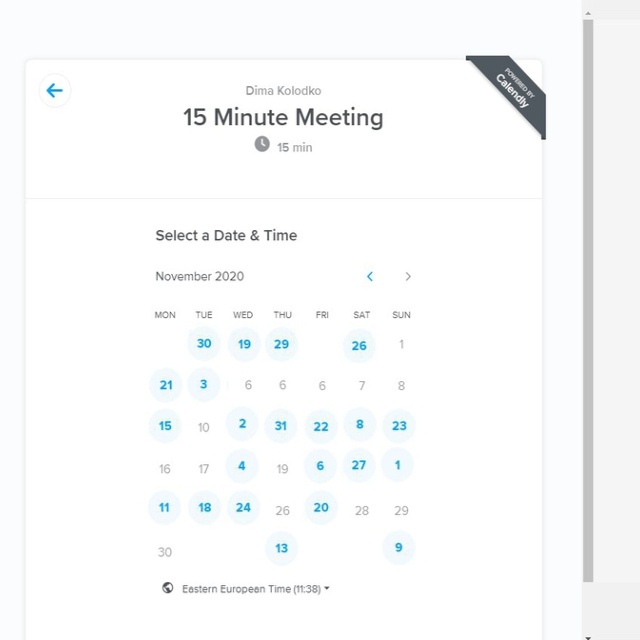 POWERED BY
Calendly
Dima Kolodko
15 Minute Meeting
15 min
Select a Date & Time
November 2020
MON TUE WED THU FRI SAT SUN
30 19 29 26 1
21 3 6 6 6 7 8
15 10 2 31 22 8 23
16 17 4 19 6 27 1
11 18 24 26 20 28 29
30 13 9
Eastern European Time (11:38)